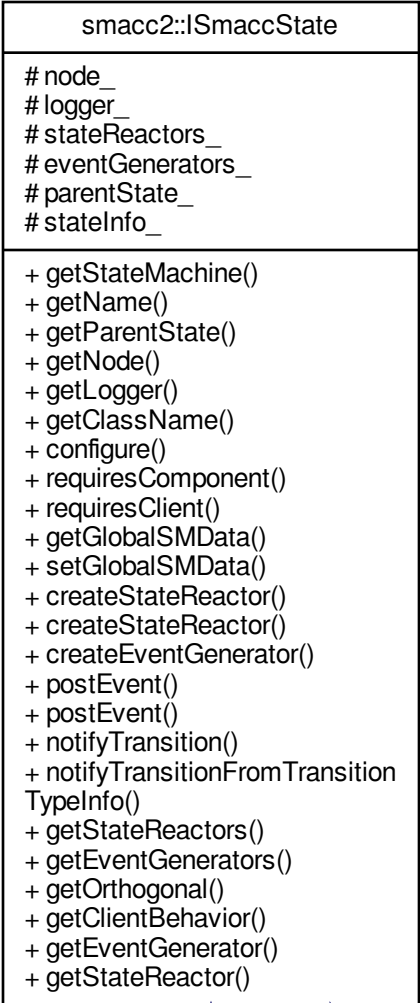 smacc2::ISmaccState
# node_
# logger_
# stateReactors_
# eventGenerators_
# parentState_
# stateInfo_
+ getStateMachine()
+ getName()
+ getParentState()
+ getNode()
+ getLogger()
+ getClassName()
+ configure()
+ requiresComponent()
+ requiresClient()
+ getGlobalSMData()
+ setGlobalSMData()
+ createStateReactor()
+ createStateReactor()
+ createEventGenerator()
+ postEvent()
+ postEvent()
+ notifyTransition()
+ notifyTransitionFromTransition
TypeInfo()
+ getStateReactors()
+ getEventGenerators()
+ getOrthogonal()
+ getClientBehavior()
+ getEventGenerator()
+ getStateReactor()